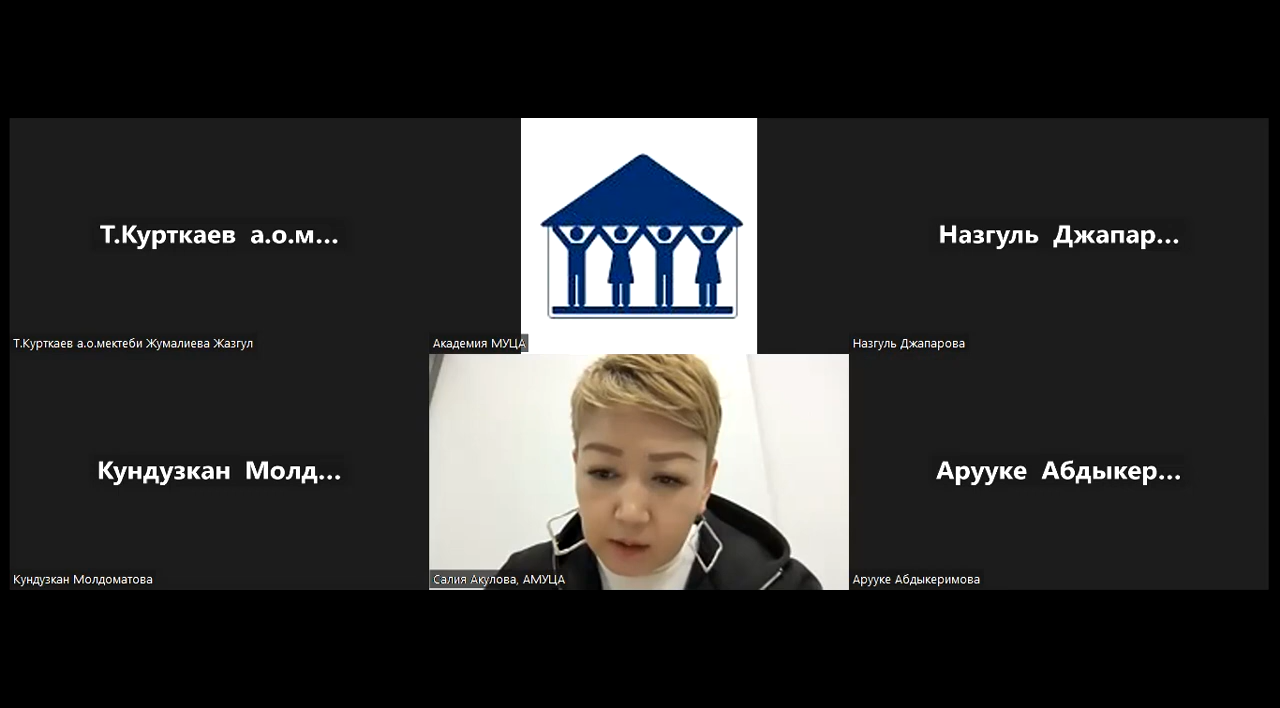 Т.Курткаев а.о.м...
Т.Курткаев а.о.мектеби Жумалиева Жазгул
Академия МУЦА
Назгуль Джапар...
Назгуль Джапарова
Кундузкан Молд...
Кундузкан Молдоматова
Салия Акулова, АМУЦА
Арууке Абдыкер...
Арууке Абдыкеримова